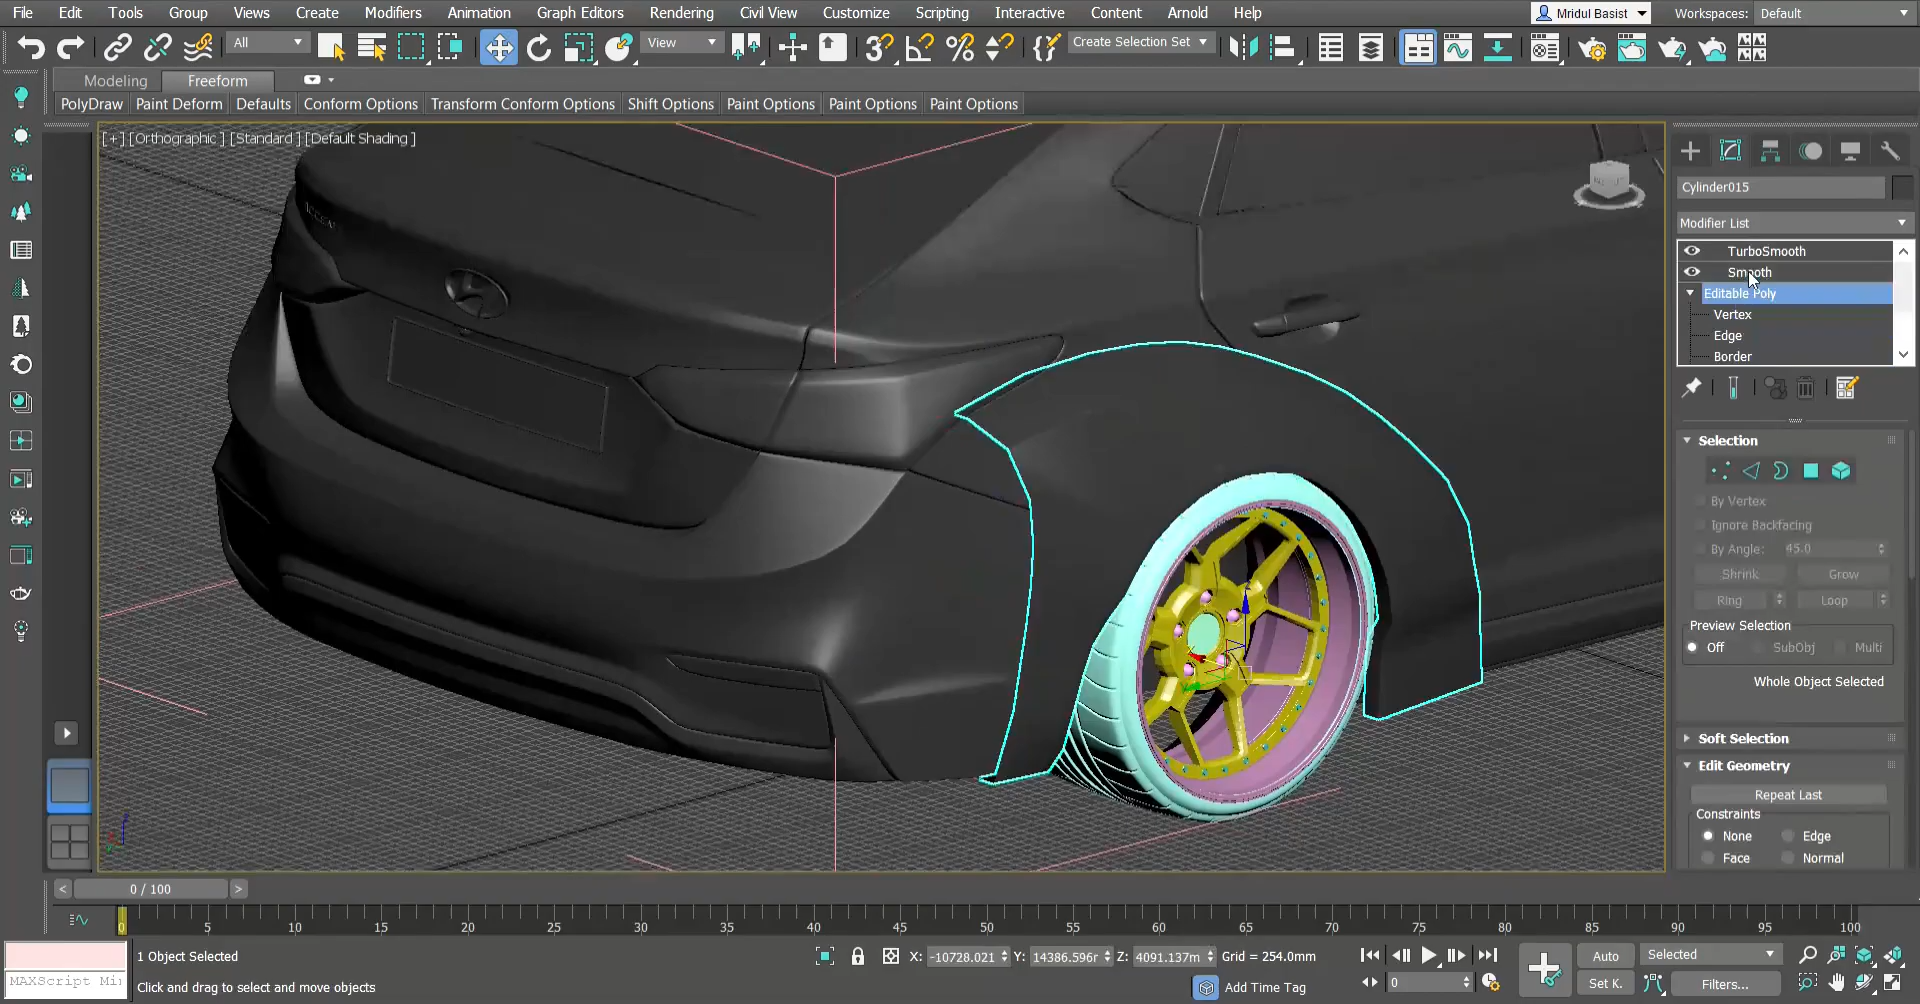 File Edit Tools Group Views Create Modifiers Animation Graph Editors Rendering Civil View Customize Scripting Interactive Content Arnold Help
Mridul Basist Workspaces: Default
All View Create Selection Set
Modeling Freeform
PolyDraw Paint Deform Defaults Conform Options Transform Conform Options Shift Options Paint Options Paint Options Paint Options
[+] [Orthographic ] [Standard ] [Default Shading ]
Cylinder015
Modifier List
TurboSmooth
Smooth
Editable Poly
Vertex
Edge
Border
Selection
By Vertex
Ignore Backfacing
By Angle: 45.0
Shrink Grow
Ring Loop
Preview Selection
Off SubObj Multi
Whole Object Selected
Soft Selection
Edit Geometry
Repeat Last
Constraints
None Edge
Face Normal
< 0 / 100 >
0 5 10 15 20 25 30 35 40 45 50 55 60 65 70 75 80 85 90 95 100
1 Object Selected
X: -10728.021 Y: 14386.596r Z: 4091.137m Grid = 254.0mm
Auto Selected
MAXScript Mi
Click and drag to select and move objects
Add Time Tag
0
Set K. Filters...